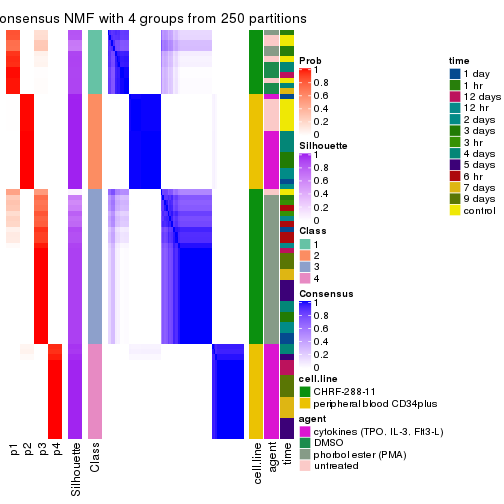 onsensus NMF with 4 groups from 250 partitions
Prob
1
0.8
0.6
0.4
0.2
0
Silhouette
1
0.8
0.6
0.4
0.2
0
Class
1
2
3
4
Consensus
1
0.8
0.6
0.4
0.2
0
cell.line
CHRF-288-11
peripheral blood CD34plus
agent
cytokines (TPO, IL-3, Flt3-L)
DMSO
phorbol ester (PMA)
untreated
time
1 day
1 hr
12 days
12 hr
2 days
3 days
3 hr
4 days
5 days
6 hr
7 days
9 days
control
p1
p2
p3
p4
Silhouette
Class
cell.line
agent
time